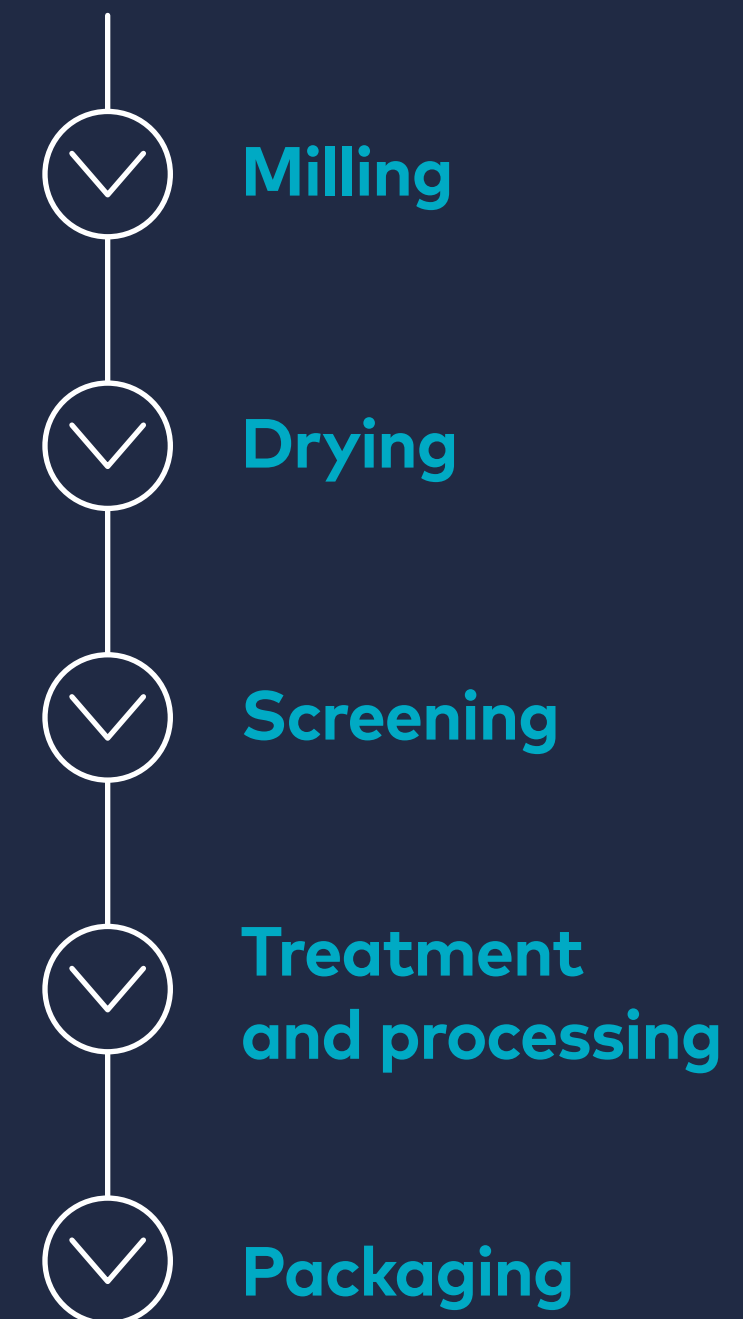 Milling
Drying
Screening
Treatment
and processing
Packaging